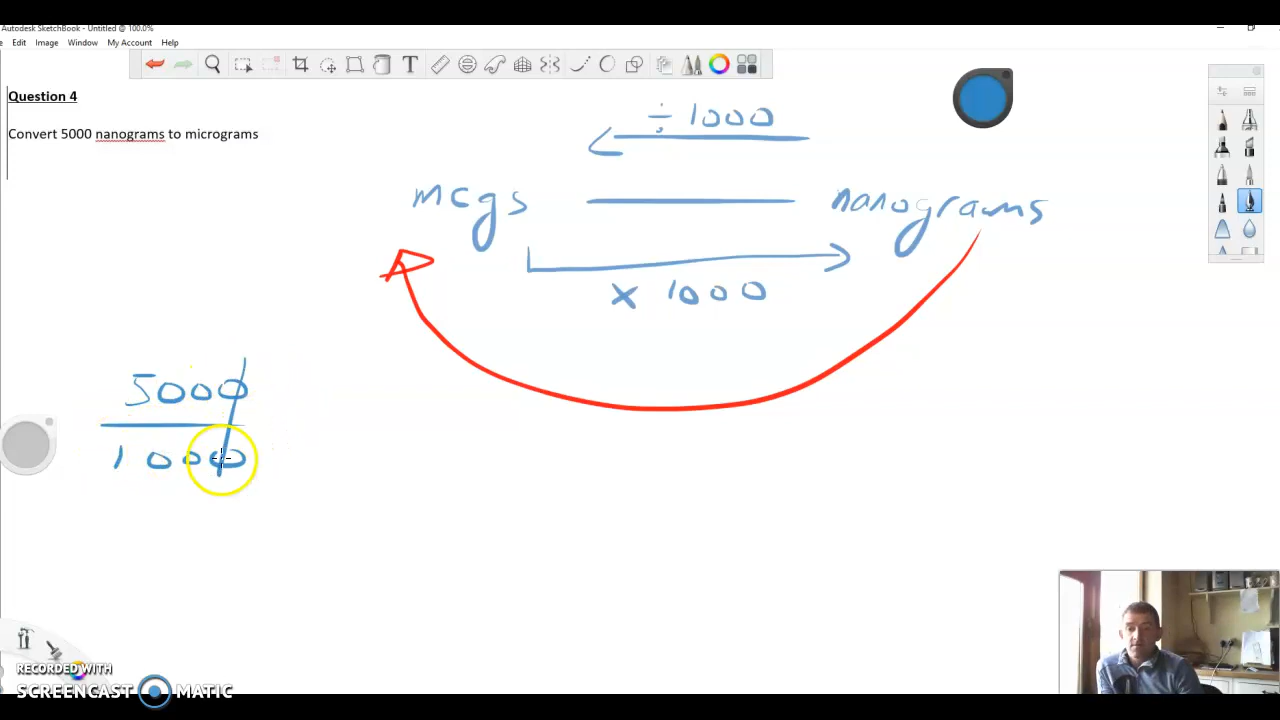 Autodesk SketchBook - Untitled @ 100.0%
Edit Image Window My Account Help
Question 4
Convert 5000 nanograms to micrograms
÷ 1000
mcgs nanograms
x 1000
5000
1000
RECORDED WITH
SCREENCAST MATIC